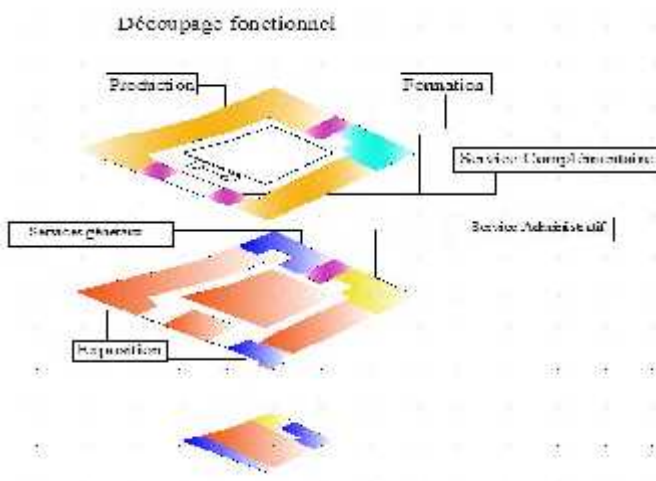 Découpage fonctionnel
Production
Formation
Service Complémentaire
Services généraux
Service Administratif
Exposition